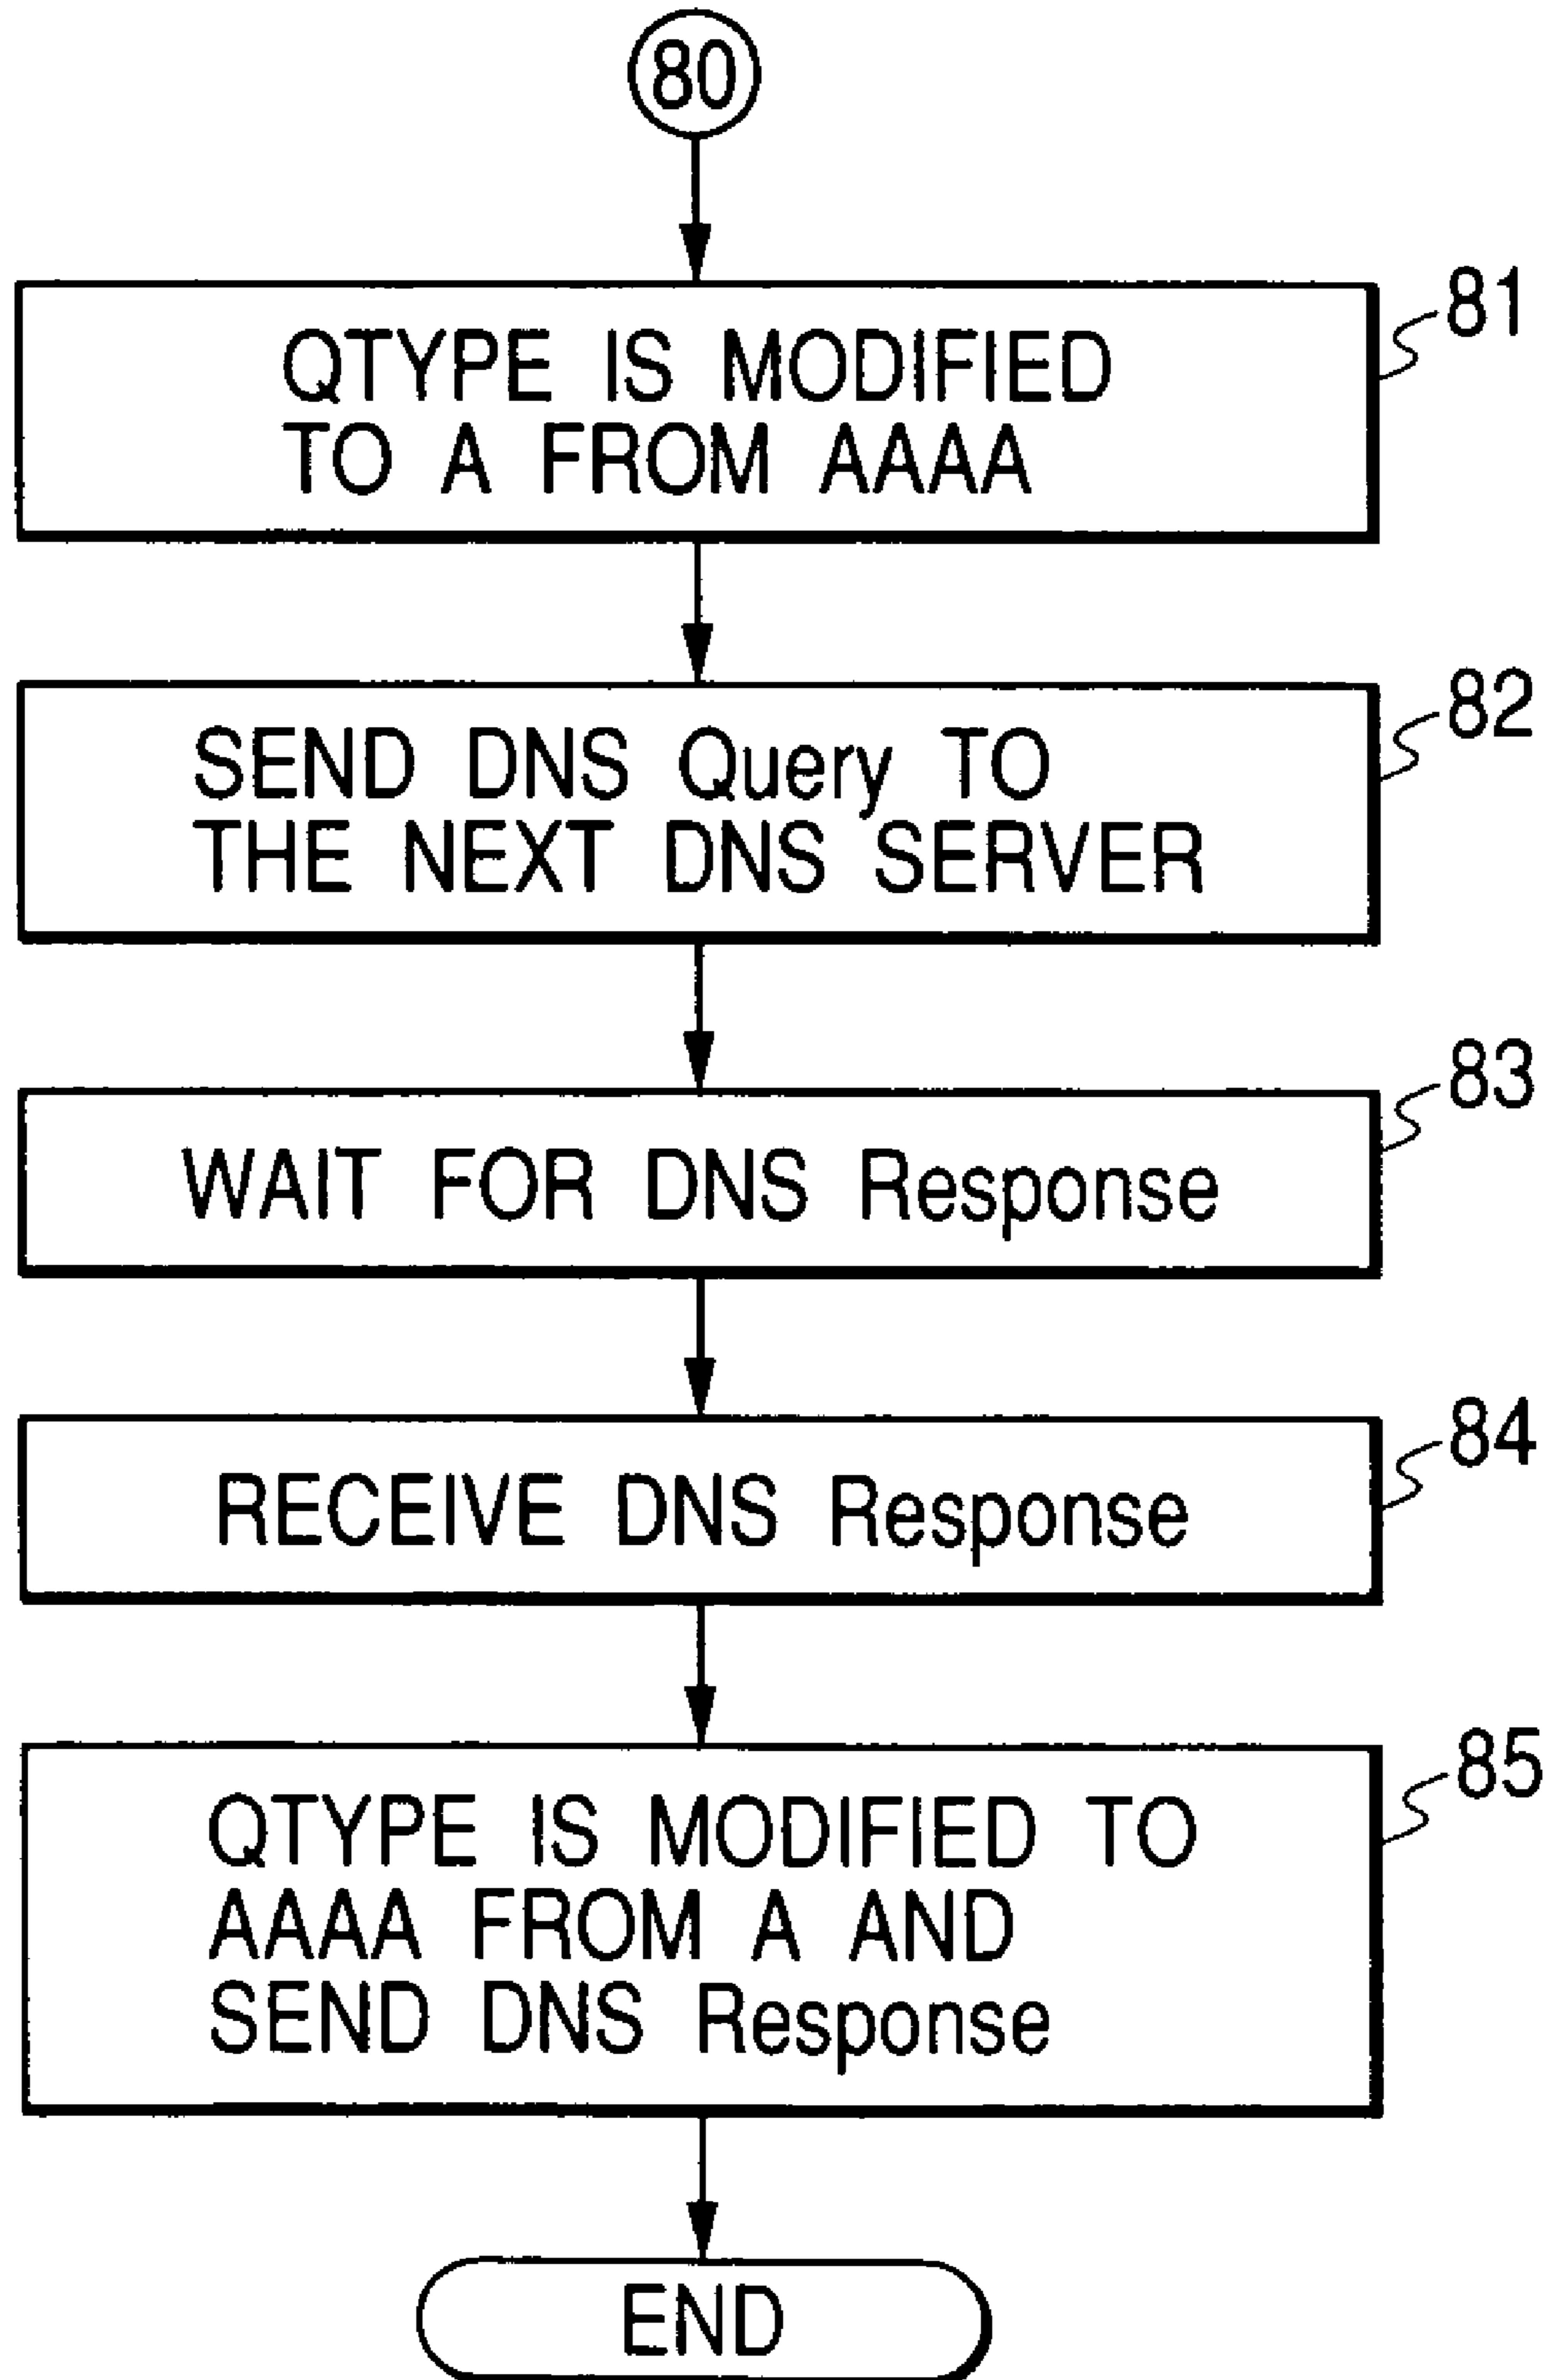 80
81
QTYPE IS MODIFIED
TO A FROM AAAA
82
SEND DNS Query TO
THE NEXT DNS SERVER
83
WAIT FOR DNS Response
84
RECEIVE DNS Response
85
QTYPE IS MODIFIED TO
AAAA FROM A AND
SEND DNS Response
END